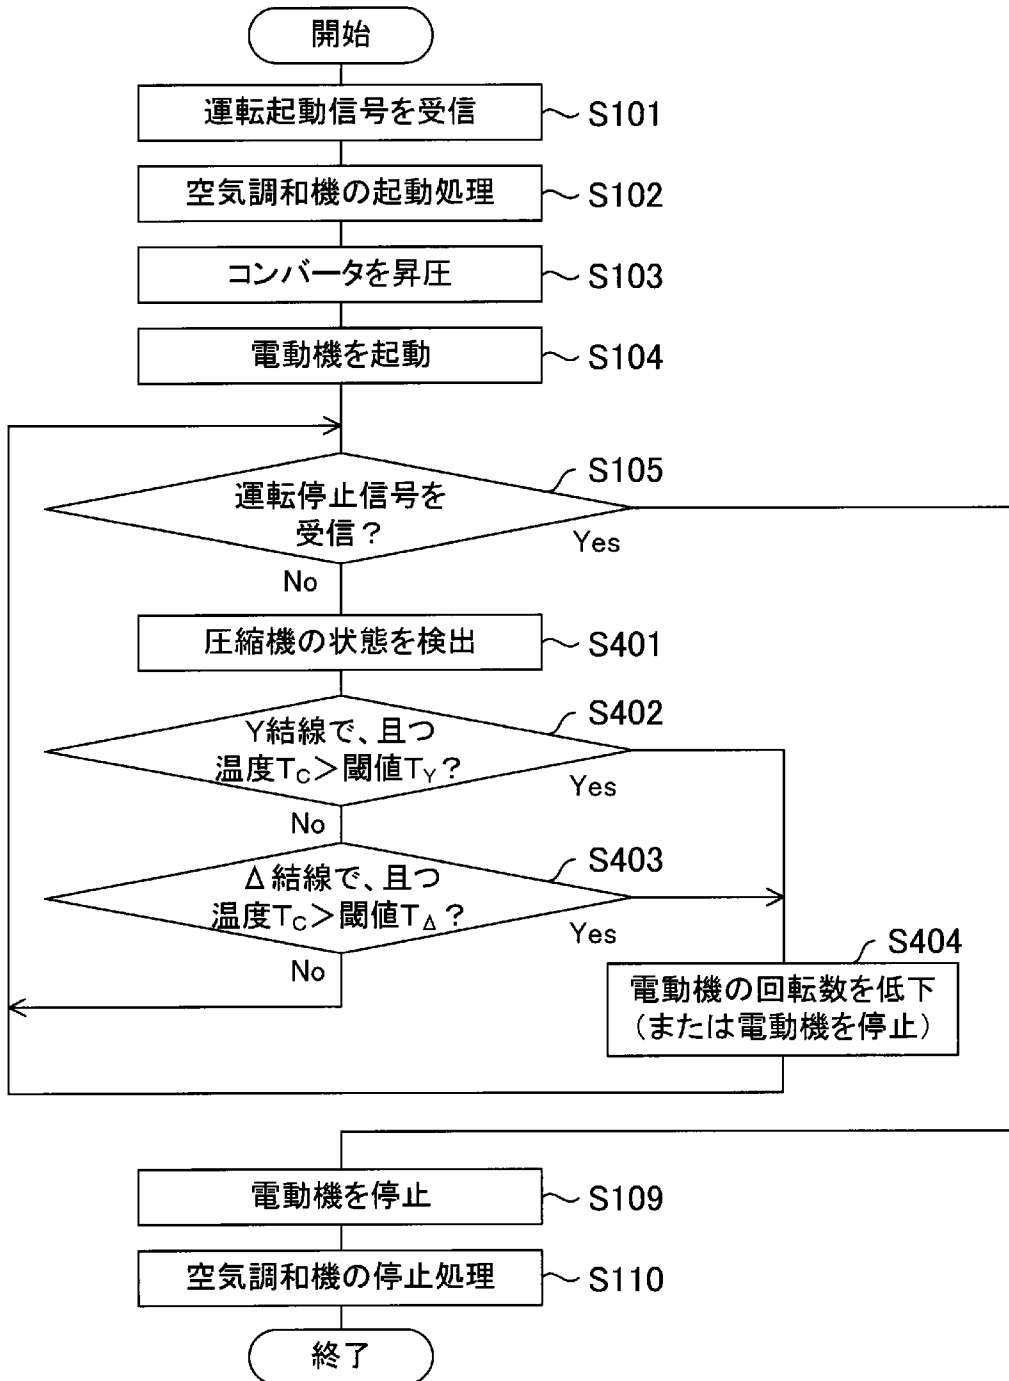 開始
運転起動信号を受信
S101
空気調和機の起動処理
S102
コンバータを昇圧
S103
電動機を起動
S104
運転停止信号を
受信？
S105
Yes
No
圧縮機の状態を検出
S401
Y結線で、且つ
温度TC＞閾値TY？
S402
Yes
No
Δ結線で、且つ
温度TC＞閾値TΔ？
S403
Yes
No
S404
電動機の回転数を低下
（または電動機を停止）
電動機を停止
S109
空気調和機の停止処理
S110
終了